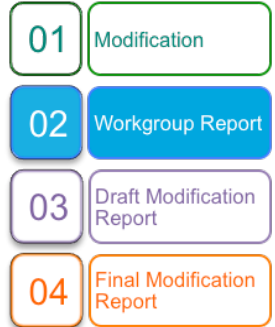 01
Modification
02
Workgroup Report
03
Draft Modification
Report
04
Final Modification
Report